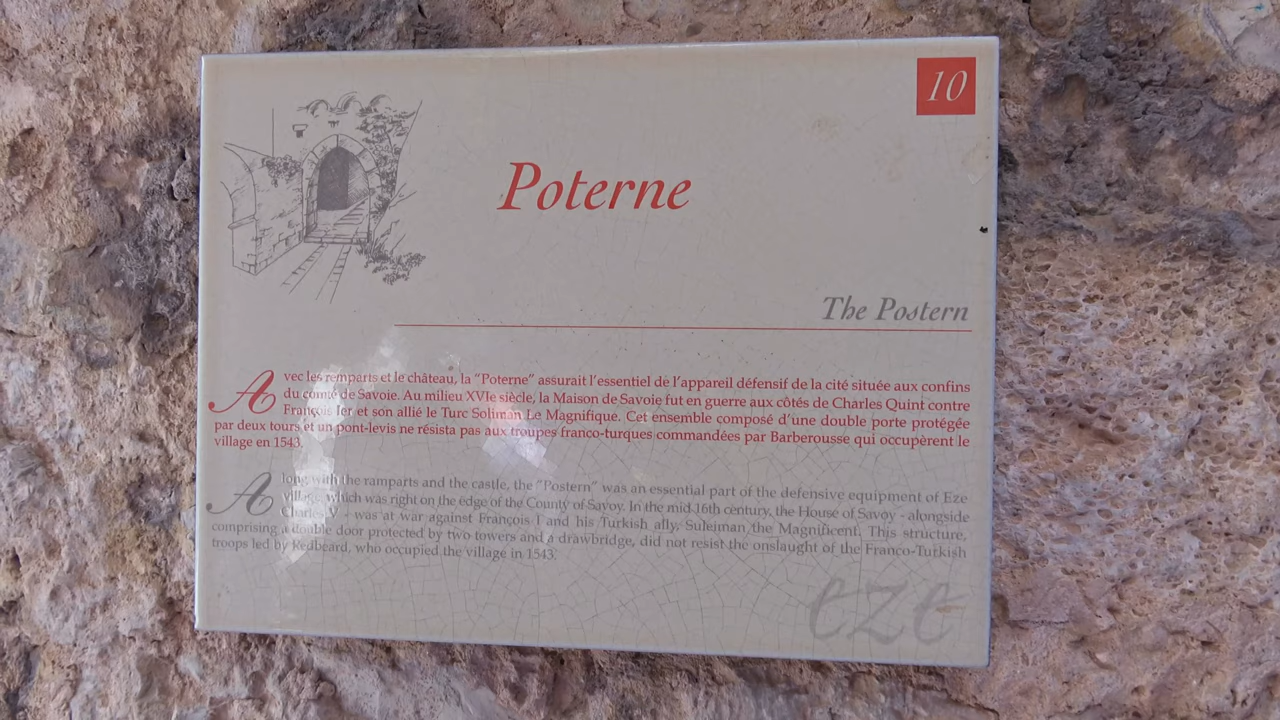 10
Poterne
The Postern
Avec les remparts et le château, la "Poterne" assurait l'essentiel de l'appareil défensif de la cité située aux confins
du comté de Savoie. Au milieu XVIe siècle, la Maison de Savoie fut en guerre aux côtés de Charles Quint contre
François Ier et son allié le Turc Soliman Le Magnifique. Cet ensemble composé d'une double porte protégée
par deux tours et un pont-levis ne résista pas aux troupes franco-turques commandées par Barberousse qui occupèrent le
village en 1543.
Along with the ramparts and the castle, the "Postern" was an essential part of the defensive equipment of Eze
village, which was right on the edge of the County of Savoy. In the mid 16th century, the House of Savoy - alongside
Charles V - was at war against François I and his Turkish ally, Suleiman the Magnificent. This structure,
comprising a double door protected by two towers and a drawbridge, did not resist the onslaught of the Franco-Turkish
troops led by Redbeard, who occupied the village in 1543.
eze